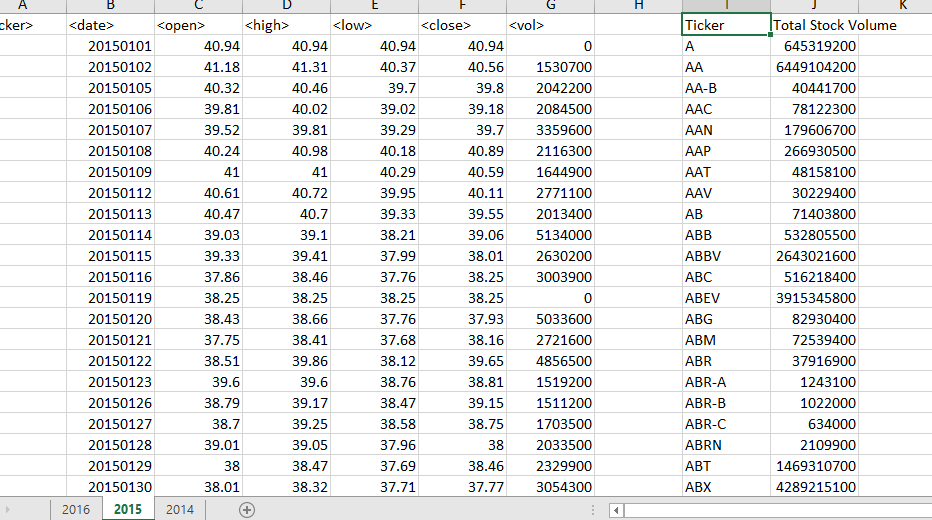 A B C D E F G H I J K
cker> <date> <open> <high> <low> <close> <vol> Ticker Total Stock Volume
20150101 40.94 40.94 40.94 40.94 0 A 645319200
20150102 41.18 41.31 40.37 40.56 1530700 AA 6449104200
20150105 40.32 40.46 39.7 39.8 2042200 AA-B 40441700
20150106 39.81 40.02 39.02 39.18 2084500 AAC 78122300
20150107 39.52 39.81 39.29 39.7 3359600 AAN 179606700
20150108 40.24 40.98 40.18 40.89 2116300 AAP 266930500
20150109 41 41 40.29 40.59 1644900 AAT 48158100
20150112 40.61 40.72 39.95 40.11 2771100 AAV 30229400
20150113 40.47 40.7 39.33 39.55 2013400 AB 71403800
20150114 39.03 39.1 38.21 39.06 5134000 ABB 532805500
20150115 39.33 39.41 37.99 38.01 2630200 ABBV 2643021600
20150116 37.86 38.46 37.76 38.25 3003900 ABC 516218400
20150119 38.25 38.25 38.25 38.25 0 ABEV 3915345800
20150120 38.43 38.66 37.76 37.93 5033600 ABG 82930400
20150121 37.75 38.41 37.68 38.16 2721600 ABM 72539400
20150122 38.51 39.86 38.12 39.65 4856500 ABR 37916900
20150123 39.6 39.6 38.76 38.81 1519200 ABR-A 1243100
20150126 38.79 39.17 38.47 39.15 1511200 ABR-B 1022000
20150127 38.7 39.25 38.58 38.75 1703500 ABR-C 634000
20150128 39.01 39.05 37.96 38 2033500 ABRN 2109900
20150129 38 38.47 37.69 38.46 2329900 ABT 1469310700
20150130 38.01 38.32 37.71 37.77 3054300 ABX 4289215100
2016 2015 2014